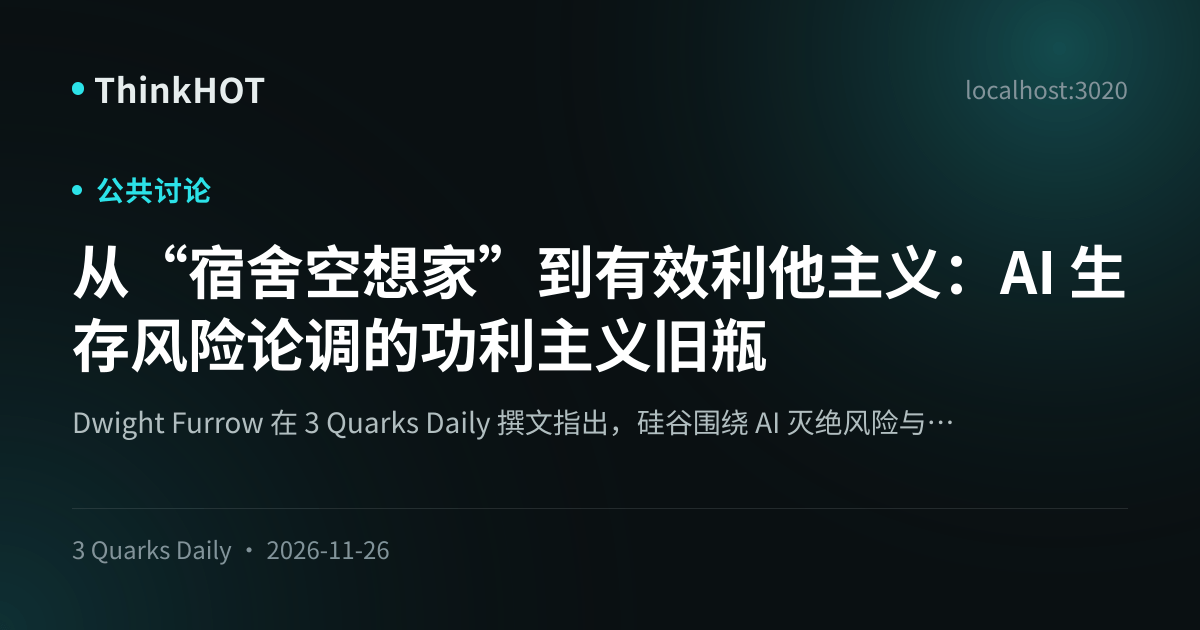 ThinkHOT
localhost:3020
公共讨论
从“宿舍空想家”到有效利他主义：AI 生
存风险论调的功利主义旧瓶
Dwight Furrow 在 3 Quarks Daily 撰文指出，硅谷围绕 AI 灭绝风险与…
3 Quarks Daily · 2026-11-26